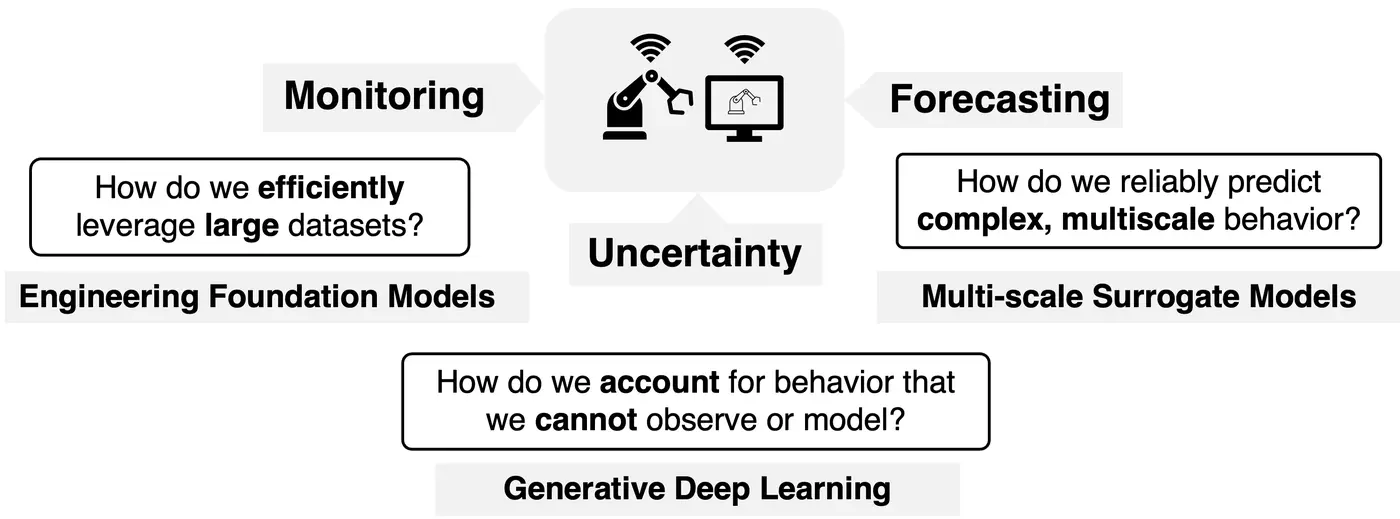 Monitoring
Forecasting
How do we efficiently
leverage large datasets?
Engineering Foundation Models
Uncertainty
How do we reliably predict
complex, multiscale behavior?
Multi-scale Surrogate Models
How do we account for behavior that
we cannot observe or model?
Generative Deep Learning